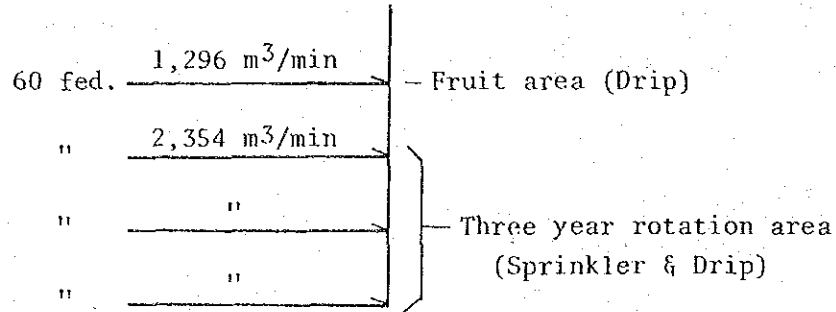 1,296 m3/min
60 fed. – Fruit area (Drip)
" 2,354 m3/min
" "
– Three year rotation area
(Sprinkler & Drip)
" "